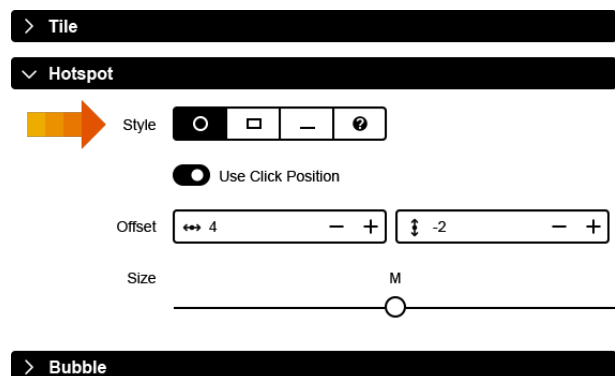 Tile
Hotspot
Style
Use Click Position
Offset 4 -2
Size M
Bubble